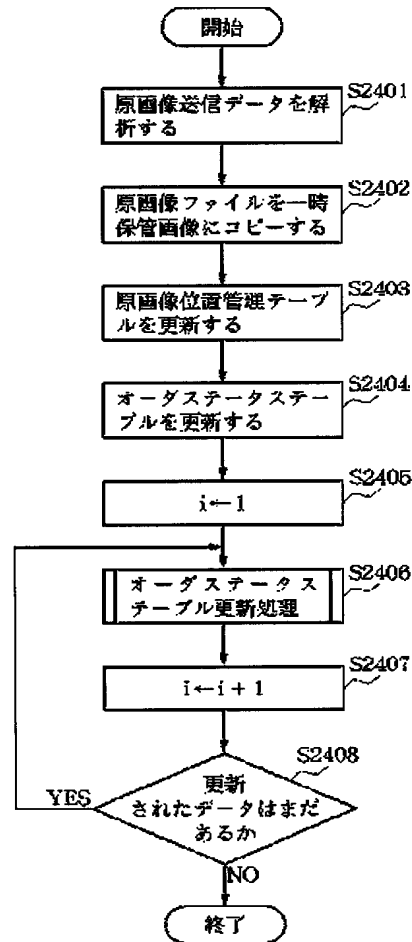 開始
S2401
原画像送信データを解
析する
S2402
原画像ファイルを一時
保管画像にコピーする
S2403
原画像位置管理テーブ
ルを更新する
S2404
オーダステータステー
ブルを更新する
S2405
i←1
S2406
オーダステータス
テーブル更新処理
S2407
i←i+1
S2408
更新
されたデータはまだ
あるか
YES
NO
終了